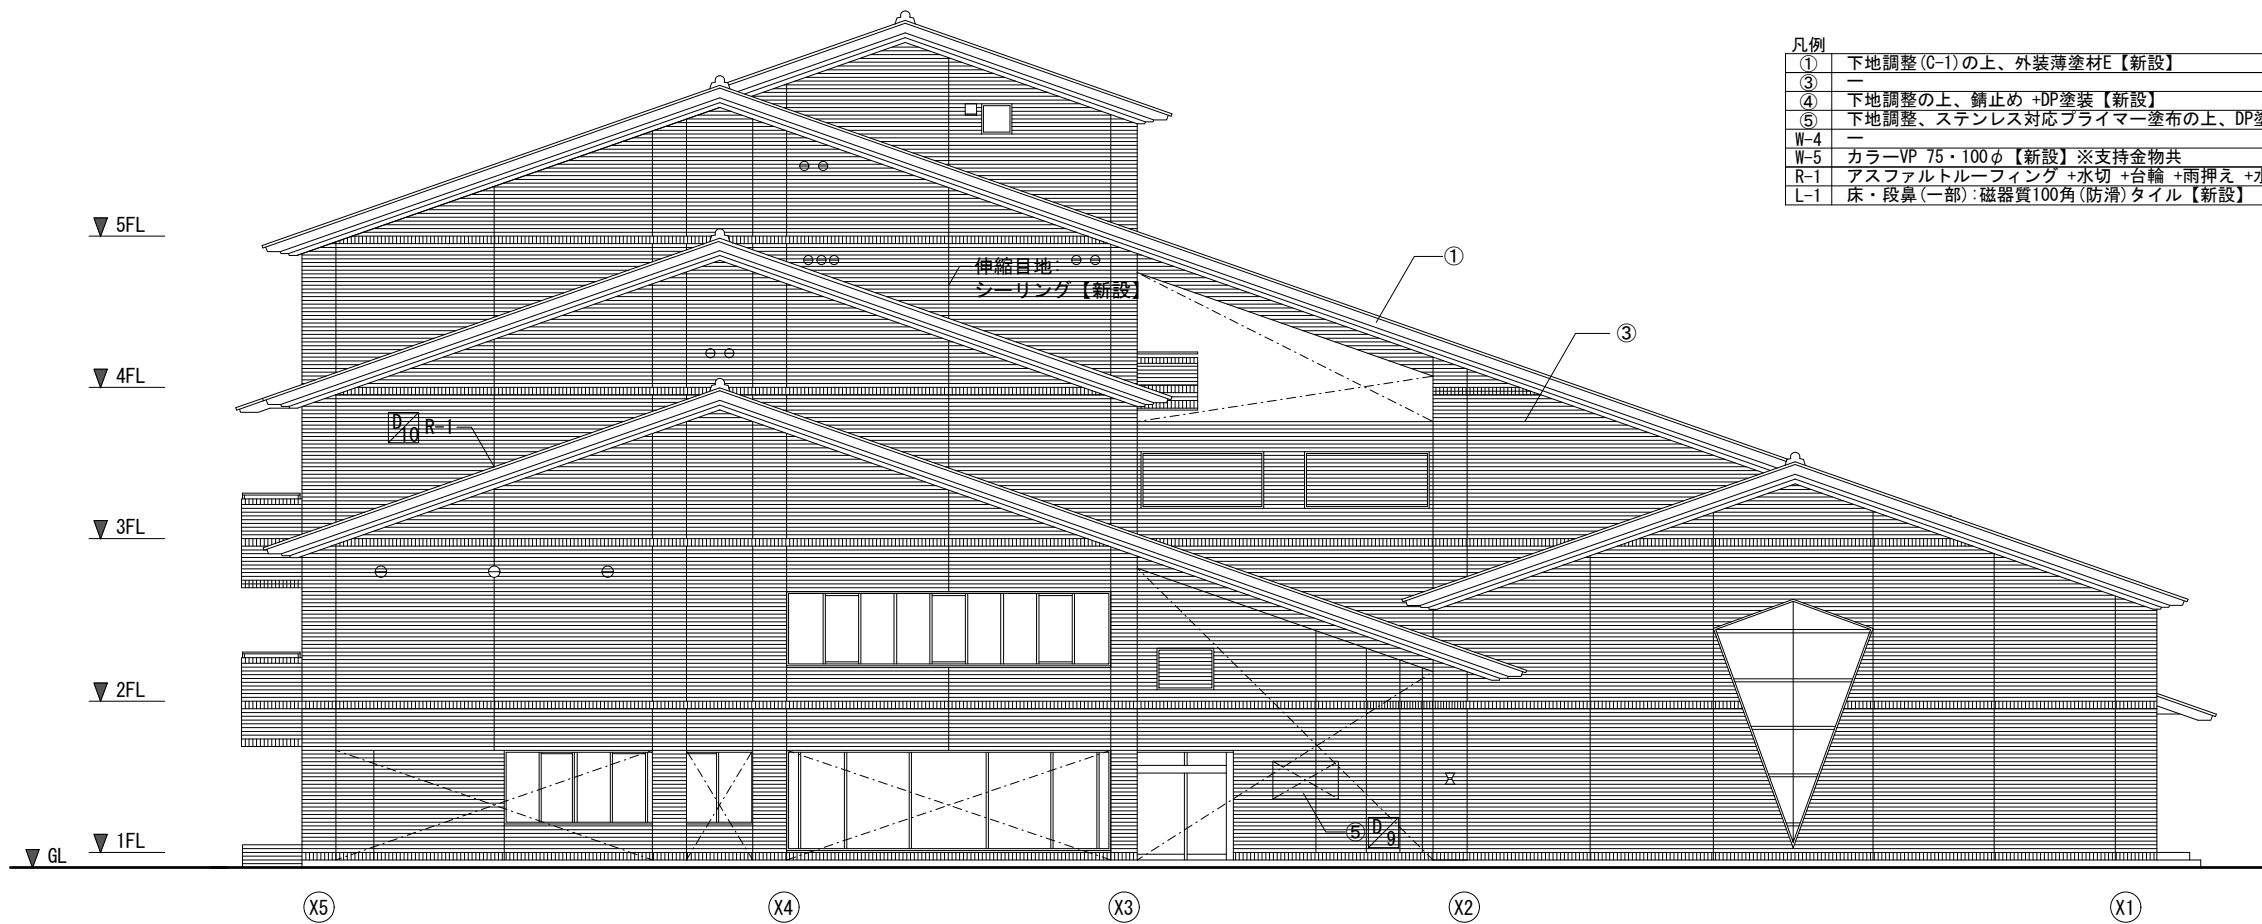 凡例
① 下地調整(C-1)の上、外装薄塗材E【新設】
③ ー
④ 下地調整の上、錆止め +DP塗装【新設】
⑤ 下地調整、ステンレス対応プライマー塗布の上、DP塗
W-4 ー
W-5 カラーVP 75・100φ【新設】※支持金物共
R-1 アスファルトルーフィング +水切 +台輪 +雨押え +水
L-1 床・段鼻(一部):磁器質100角(防滑)タイル【新設】
5FL
伸縮目地:
シーリング【新設】
①
③
4FL
D/10 R-1
3FL
2FL
1FL
⑤ D/9
GL
X5 X4 X3 X2 X1